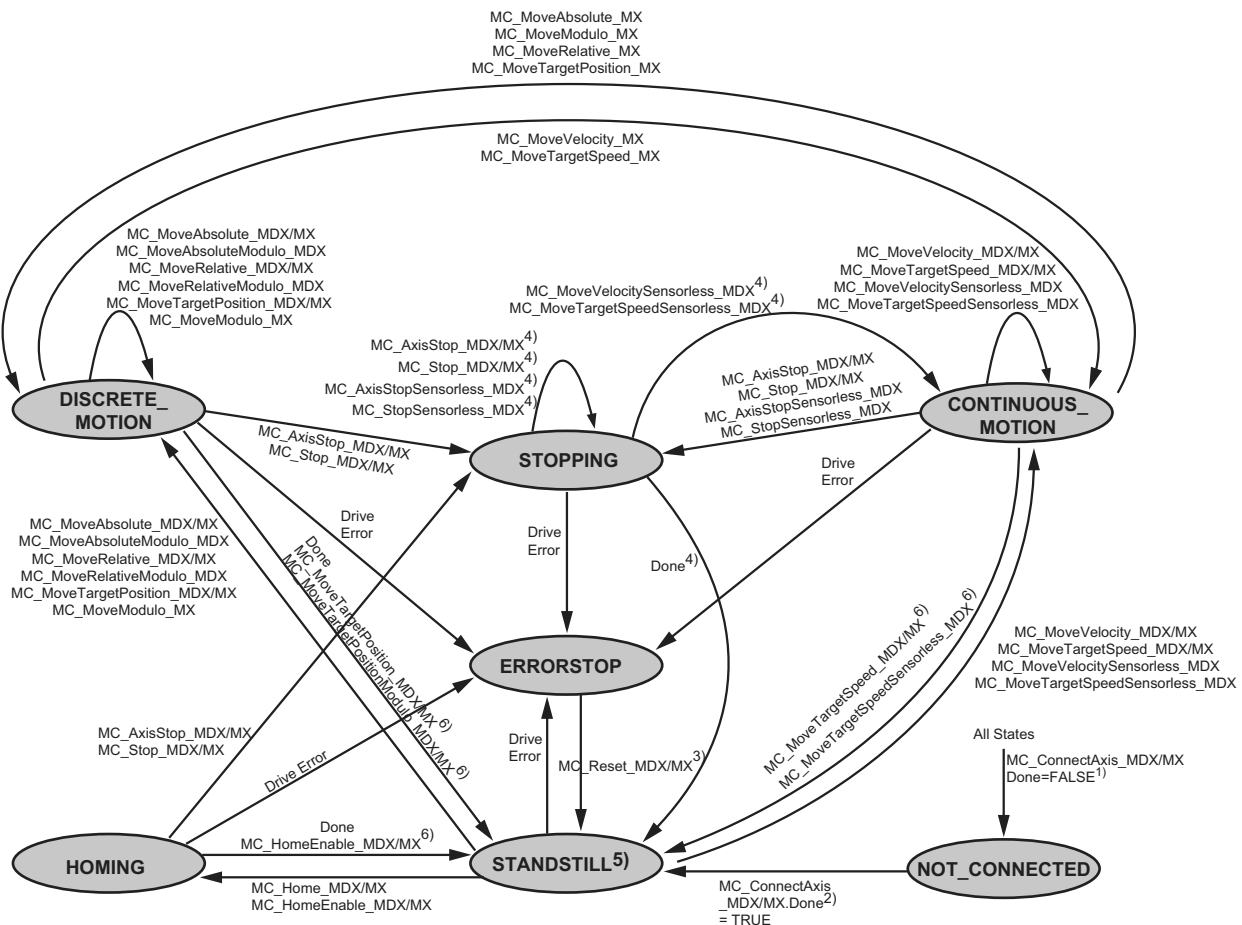 MC_MoveAbsolute_MX
MC_MoveModulo_MX
MC_MoveRelative_MX
MC_MoveTargetPosition_MX
MC_MoveVelocity_MX
MC_MoveTargetSpeed_MX
MC_MoveAbsolute_MDX/MX
MC_MoveAbsoluteModulo_MDX
MC_MoveRelative_MDX/MX
MC_MoveRelativeModulo_MDX
MC_MoveTargetPosition_MDX/MX
MC_MoveModulo_MX
MC_MoveVelocity_MDX/MX
MC_MoveTargetSpeed_MDX/MX
MC_MoveVelocitySensorless_MDX
MC_MoveTargetSpeedSensorless_MDX
MC_MoveVelocitySensorless_MDX4)
MC_MoveTargetSpeedSensorless_MDX4)
MC_AxisStop_MDX/MX4)
MC_Stop_MDX/MX4)
MC_AxisStopSensorless_MDX4)
MC_StopSensorless_MDX4)
MC_AxisStop_MDX/MX
MC_Stop_MDX/MX
MC_AxisStopSensorless_MDX
MC_StopSensorless_MDX
DISCRETE_
MOTION
CONTINUOUS_
MOTION
MC_AxisStop_MDX/MX
MC_Stop_MDX/MX
STOPPING
Drive
Error
MC_MoveAbsolute_MDX/MX
MC_MoveAbsoluteModulo_MDX
MC_MoveRelative_MDX/MX
MC_MoveRelativeModulo_MDX
MC_MoveTargetPosition_MDX/MX
MC_MoveModulo_MX
Drive
Error
Drive
Error
Done4)
Done
MC_MoveTargetPosition_MDX/MX6)
MC_MoveTargetPositionModulo_MDX/MX6)
MC_MoveTargetSpeed_MDX/MX6)
MC_MoveTargetSpeedSensorless_MDX6)
MC_MoveVelocity_MDX/MX
MC_MoveTargetSpeed_MDX/MX
MC_MoveVelocitySensorless_MDX
MC_MoveTargetSpeedSensorless_MDX
ERRORSTOP
MC_AxisStop_MDX/MX
MC_Stop_MDX/MX
Drive Error
Drive
Error
MC_Reset_MDX/MX3)
All States
MC_ConnectAxis_MDX/MX
Done=FALSE1)
Done
MC_HomeEnable_MDX/MX6)
HOMING
STANDSTILL5)
NOT_CONNECTED
MC_Home_MDX/MX
MC_HomeEnable_MDX/MX
MC_ConnectAxis
_MDX/MX.Done2)
= TRUE